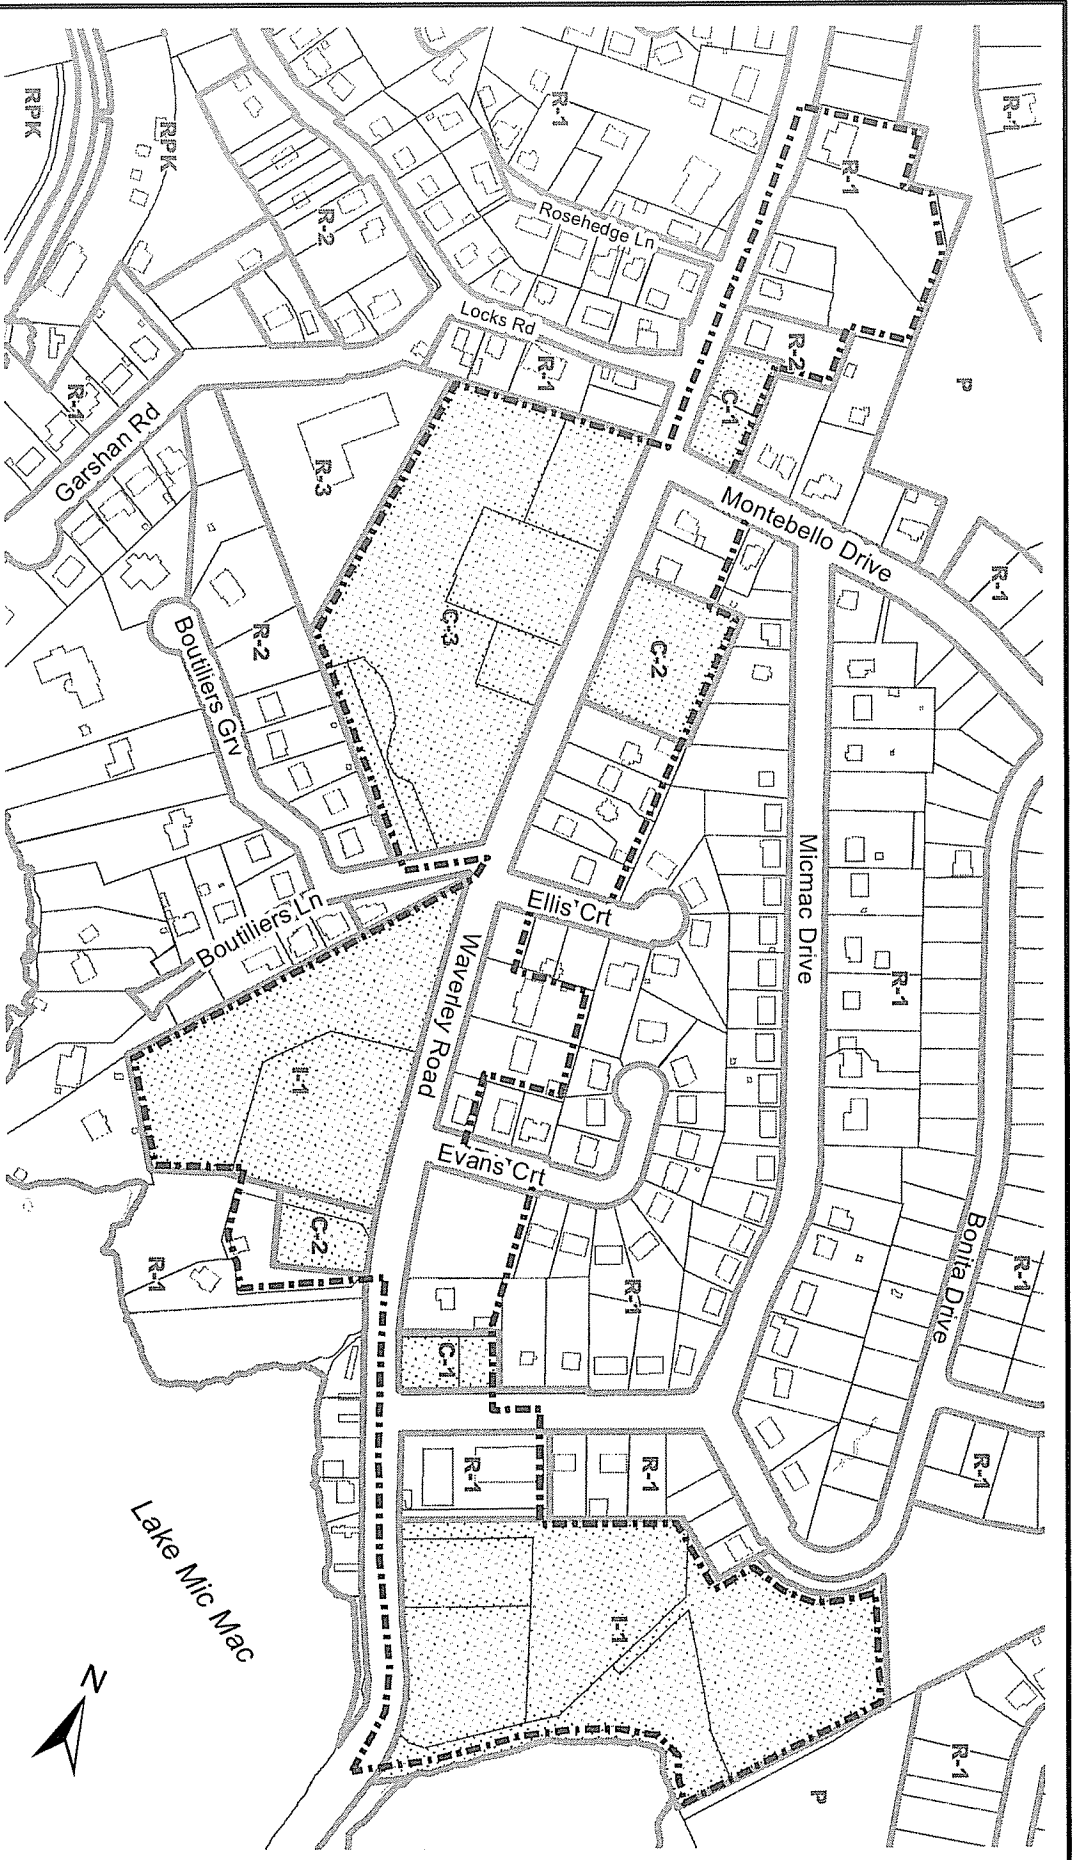 R-1
RPK
RPK
R-1
R-1
R-2
Rosehedge Ln
Locks Rd
R-1
R-2
C-1
P
R-1
Garshan Rd
R-3
Montebello Drive
R-1
C-3
C-2
R-2
Boutiliers Grv
Micmac Drive
Ellis Crt
Boutiliers Ln
Waverley Road
R-1
I-1
Evans Crt
C-2
R-1
R-1
Bonita Drive
R-1
C-1
R-1
R-1
R-1
Lake Mic Mac
I-1
N
R-1
P